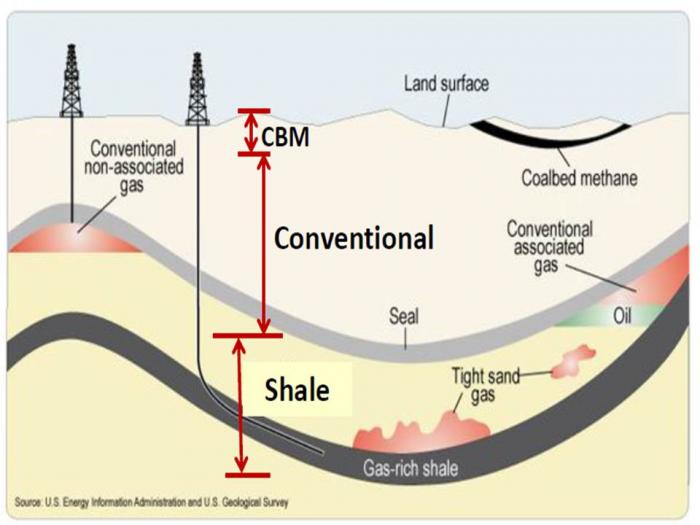 Land surface
CBM
Conventional
non-associated
gas
Coalbed methane
Conventional
Conventional
associated
gas
Seal
Oil
Shale
Tight sand
gas
Gas-rich shale
Source: U.S. Energy Information Administration and U.S. Geological Survey